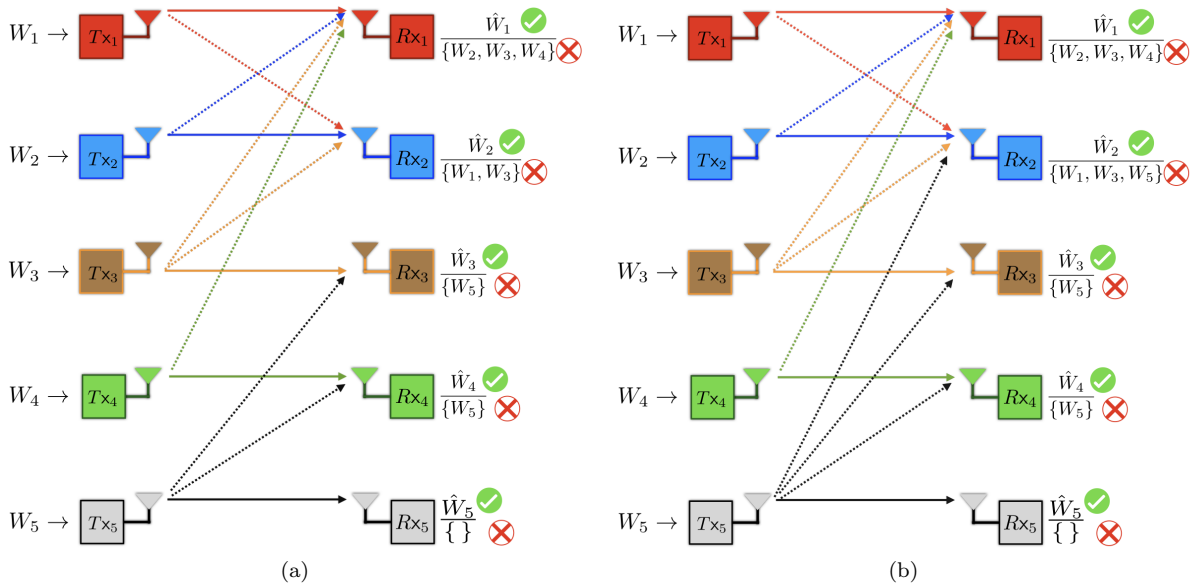 W₁ → Tx₁ Rx₁ Ŵ₁ {W₂, W₃, W₄}
W₂ → Tx₂ Rx₂ Ŵ₂ {W₁, W₃}
W₃ → Tx₃ Rx₃ Ŵ₃ {W₅}
W₄ → Tx₄ Rx₄ Ŵ₄ {W₅}
W₅ → Tx₅ Rx₅ Ŵ₅ { }
(a)
W₁ → Tx₁ Rx₁ Ŵ₁ {W₂, W₃, W₄}
W₂ → Tx₂ Rx₂ Ŵ₂ {W₁, W₃, W₅}
W₃ → Tx₃ Rx₃ Ŵ₃ {W₅}
W₄ → Tx₄ Rx₄ Ŵ₄ {W₅}
W₅ → Tx₅ Rx₅ Ŵ₅ { }
(b)